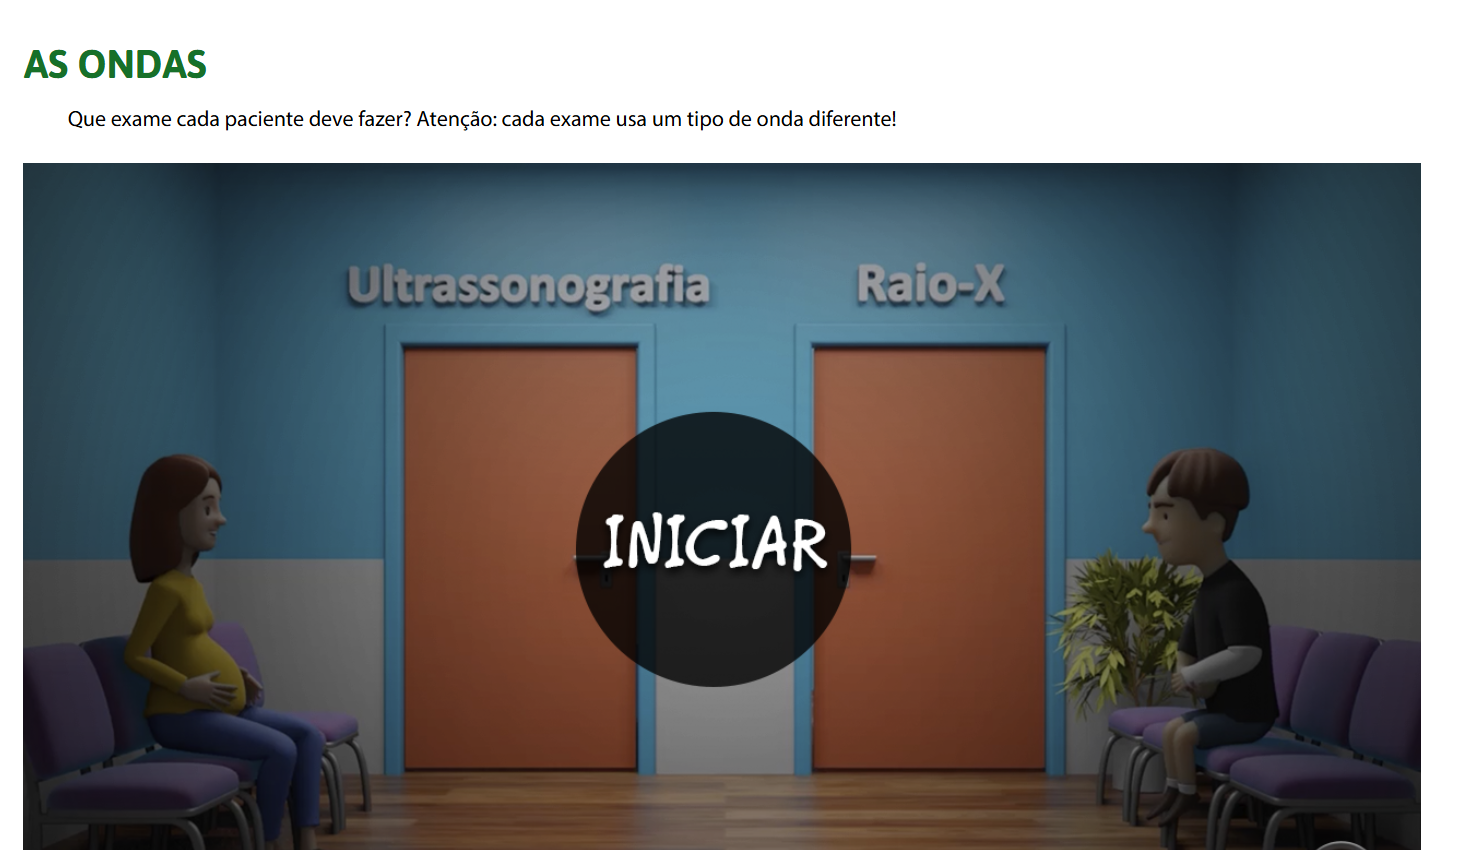 AS ONDAS
Que exame cada paciente deve fazer? Atenção: cada exame usa um tipo de onda diferente!
Ultrassonografia
Raio-X
INICIAR